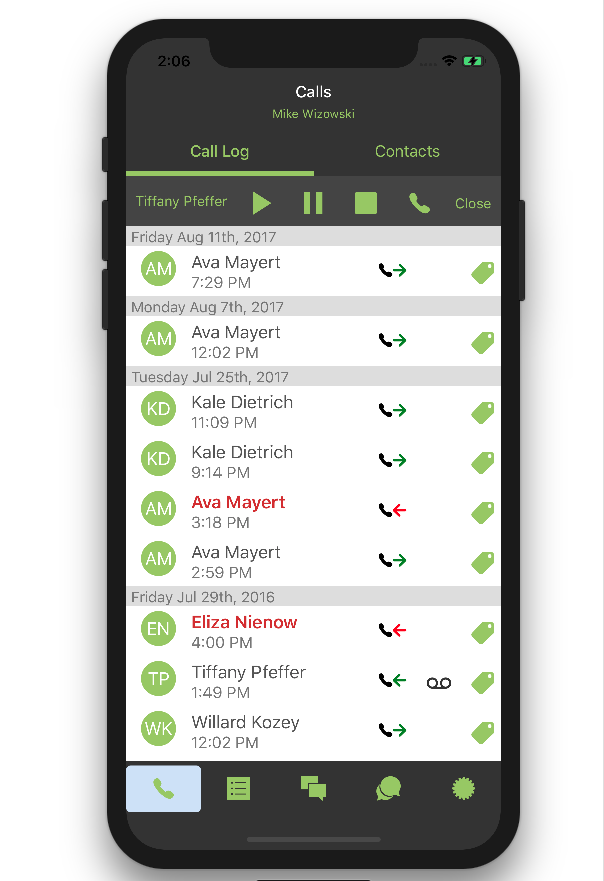 2:06
Calls
Mike Wizowski
Call Log Contacts
Tiffany Pfeffer Close
Friday Aug 11th, 2017
AM Ava Mayert
7:29 PM
Monday Aug 7th, 2017
AM Ava Mayert
12:02 PM
Tuesday Jul 25th, 2017
KD Kale Dietrich
11:09 PM
KD Kale Dietrich
9:14 PM
AM Ava Mayert
3:18 PM
AM Ava Mayert
2:59 PM
Friday Jul 29th, 2016
EN Eliza Nienow
4:00 PM
TP Tiffany Pfeffer
1:49 PM
WK Willard Kozey
12:02 PM